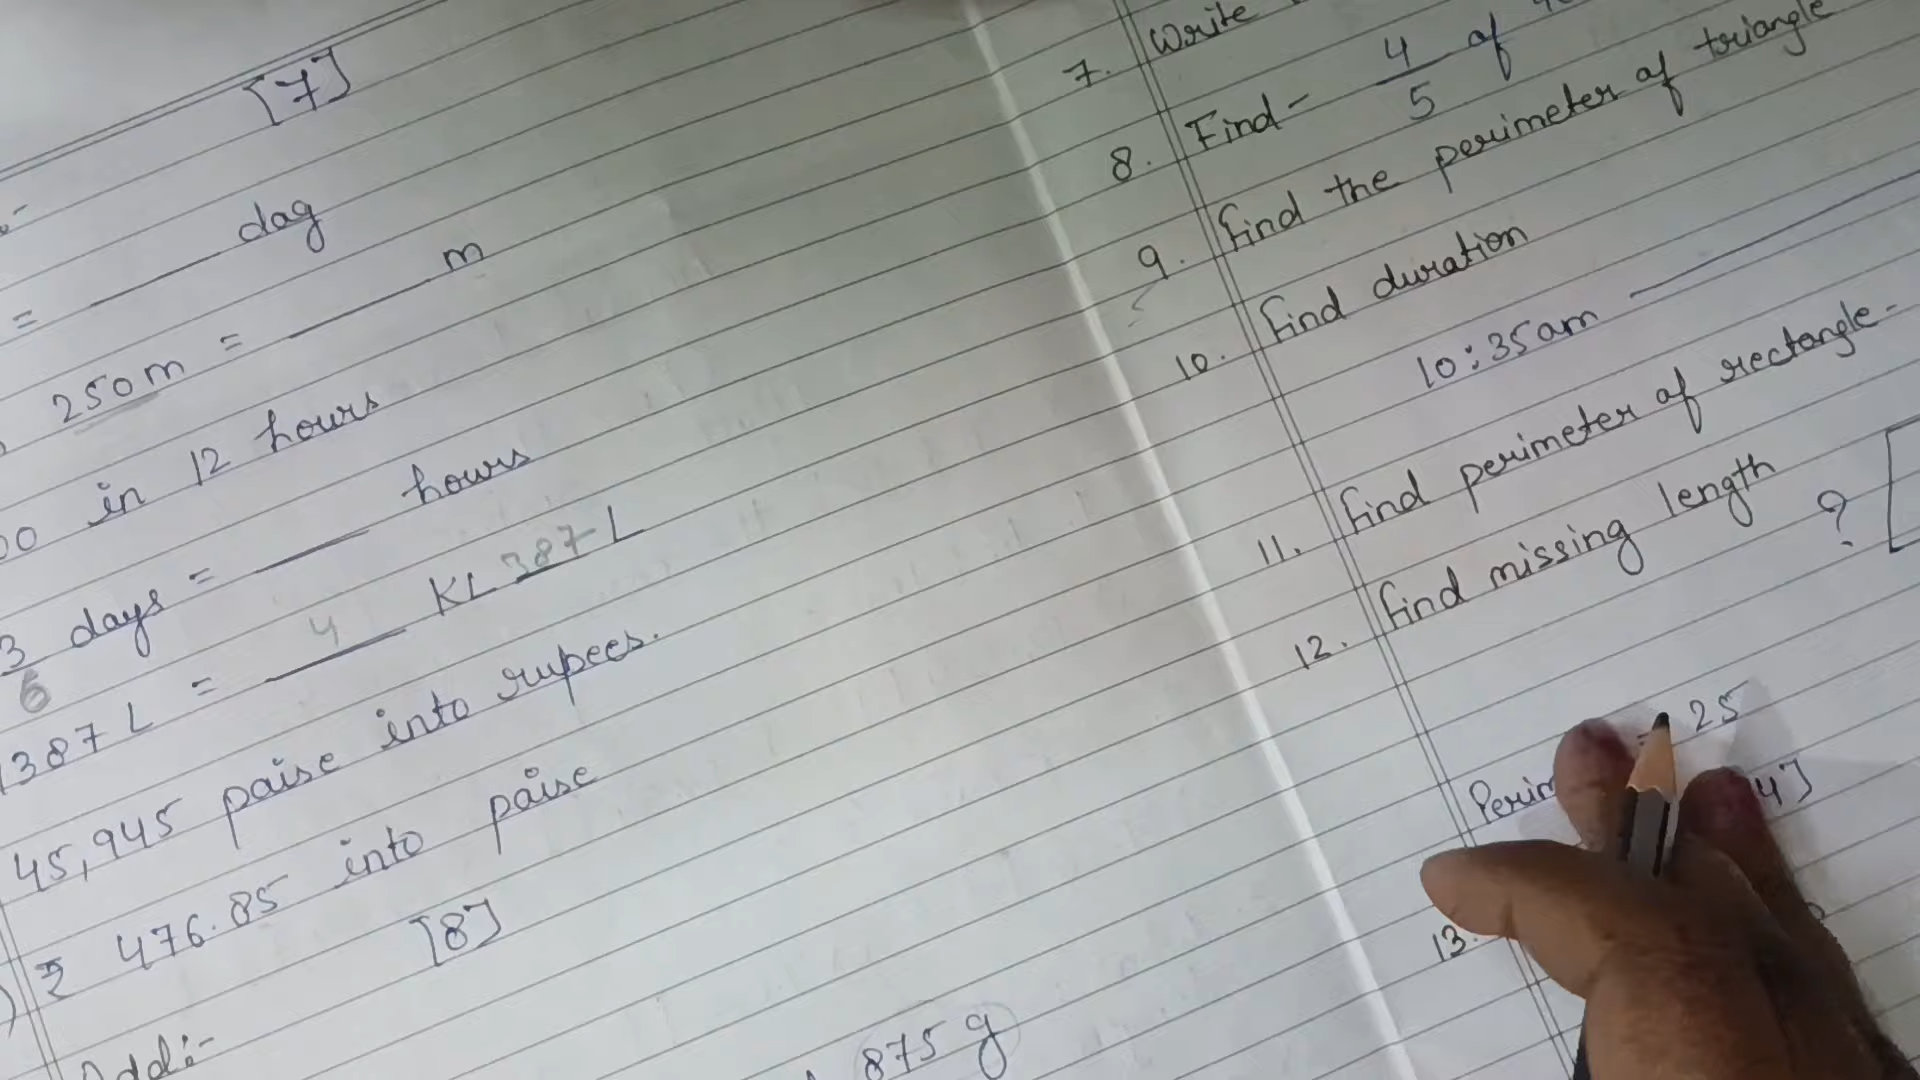 [7]
= ____ dag
250m = ____ m
in 12 hours
3/6 days = ____ hours
387 L = 4 KL 387 L
45,945 paise into rupees.
₹ 476.85 into paise
[8]
Add:-
875 g
7. Write
8. Find - 4/5 of
9. Find the perimeter of triangle
10. Find duration
10:35am ____
11. Find perimeter of rectangle-
12. Find missing length
?
= 25
4]
13.